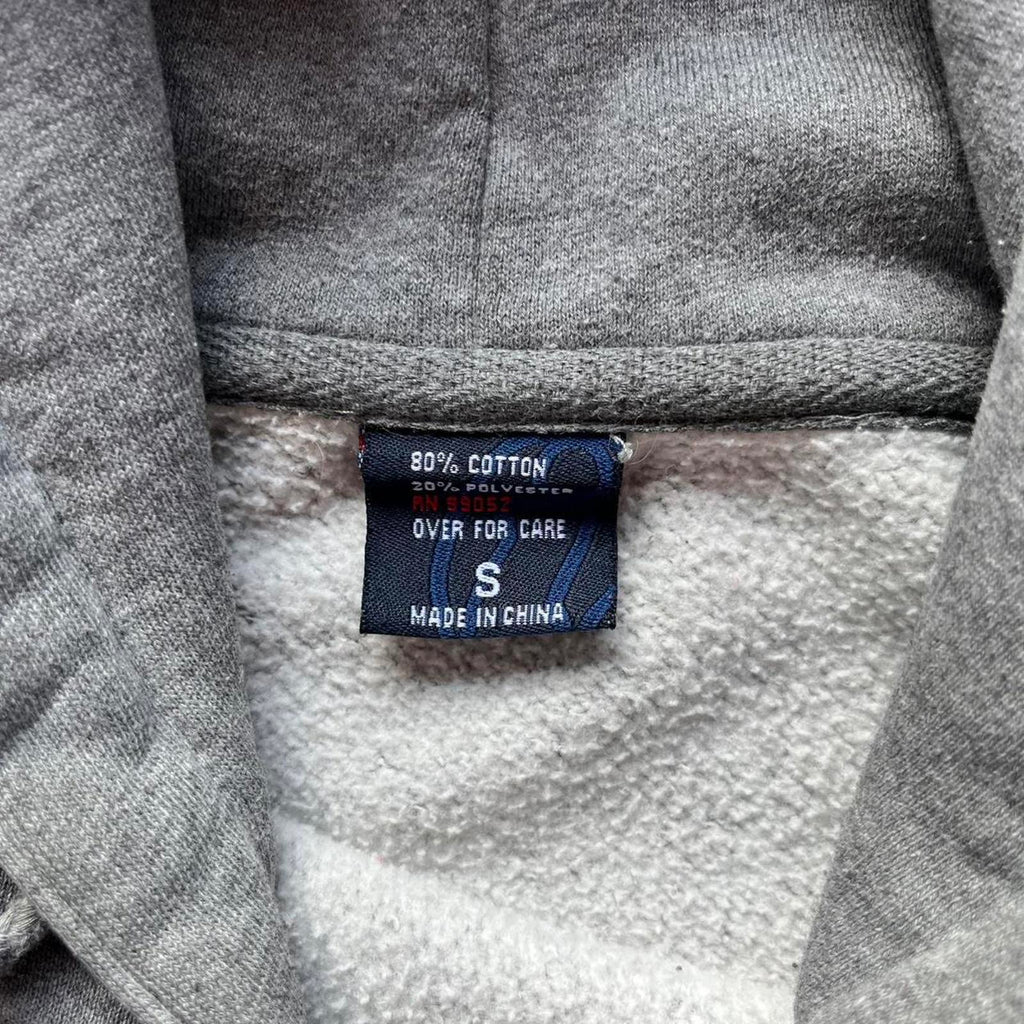 80% COTTON
20% POLYESTER
RN 99052
OVER FOR CARE
S
MADE IN CHINA